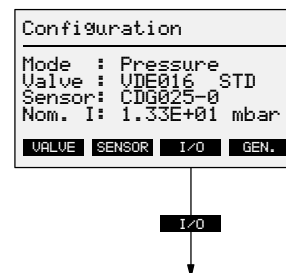 Configuration
Mode : Pressure
Valve : VDE016 STD
Sensor: CDG025-0
Nom. I: 1.33E+01 mbar
VALVE SENSOR I/O GEN.
I/O